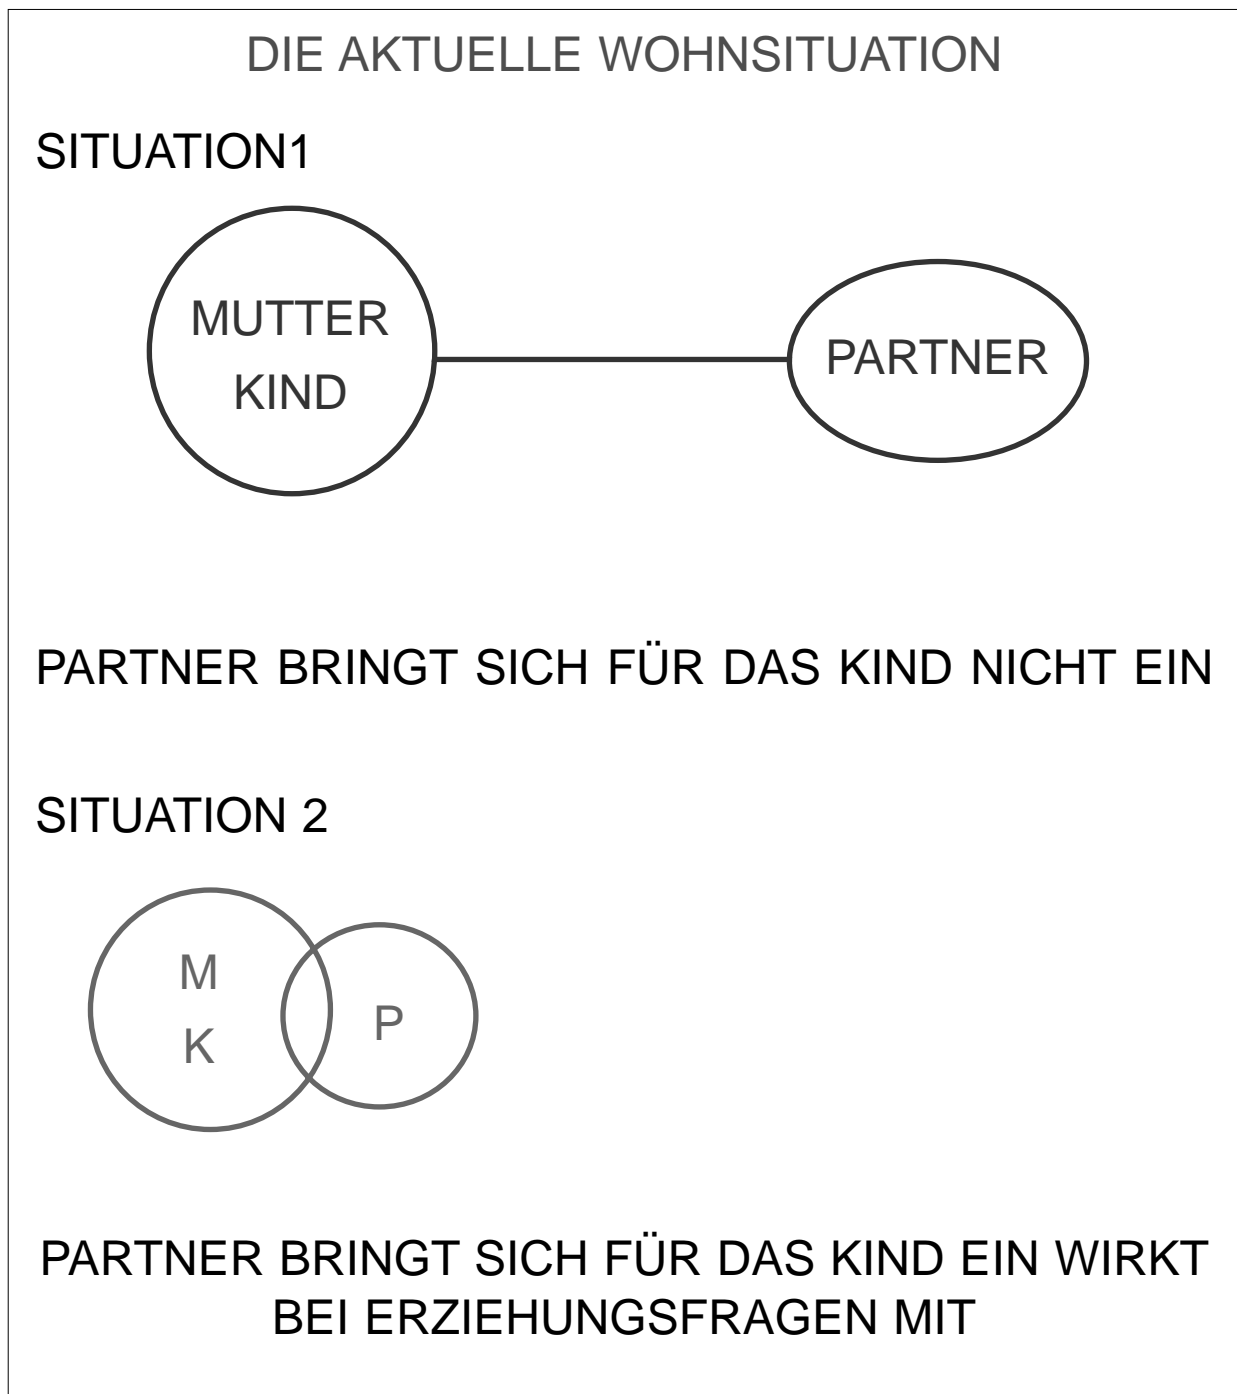 DIE AKTUELLE WOHNSITUATION
SITUATION1
MUTTER
KIND
PARTNER
PARTNER BRINGT SICH FÜR DAS KIND NICHT EIN
SITUATION 2
M
K
P
PARTNER BRINGT SICH FÜR DAS KIND EIN WIRKT
BEI ERZIEHUNGSFRAGEN MIT